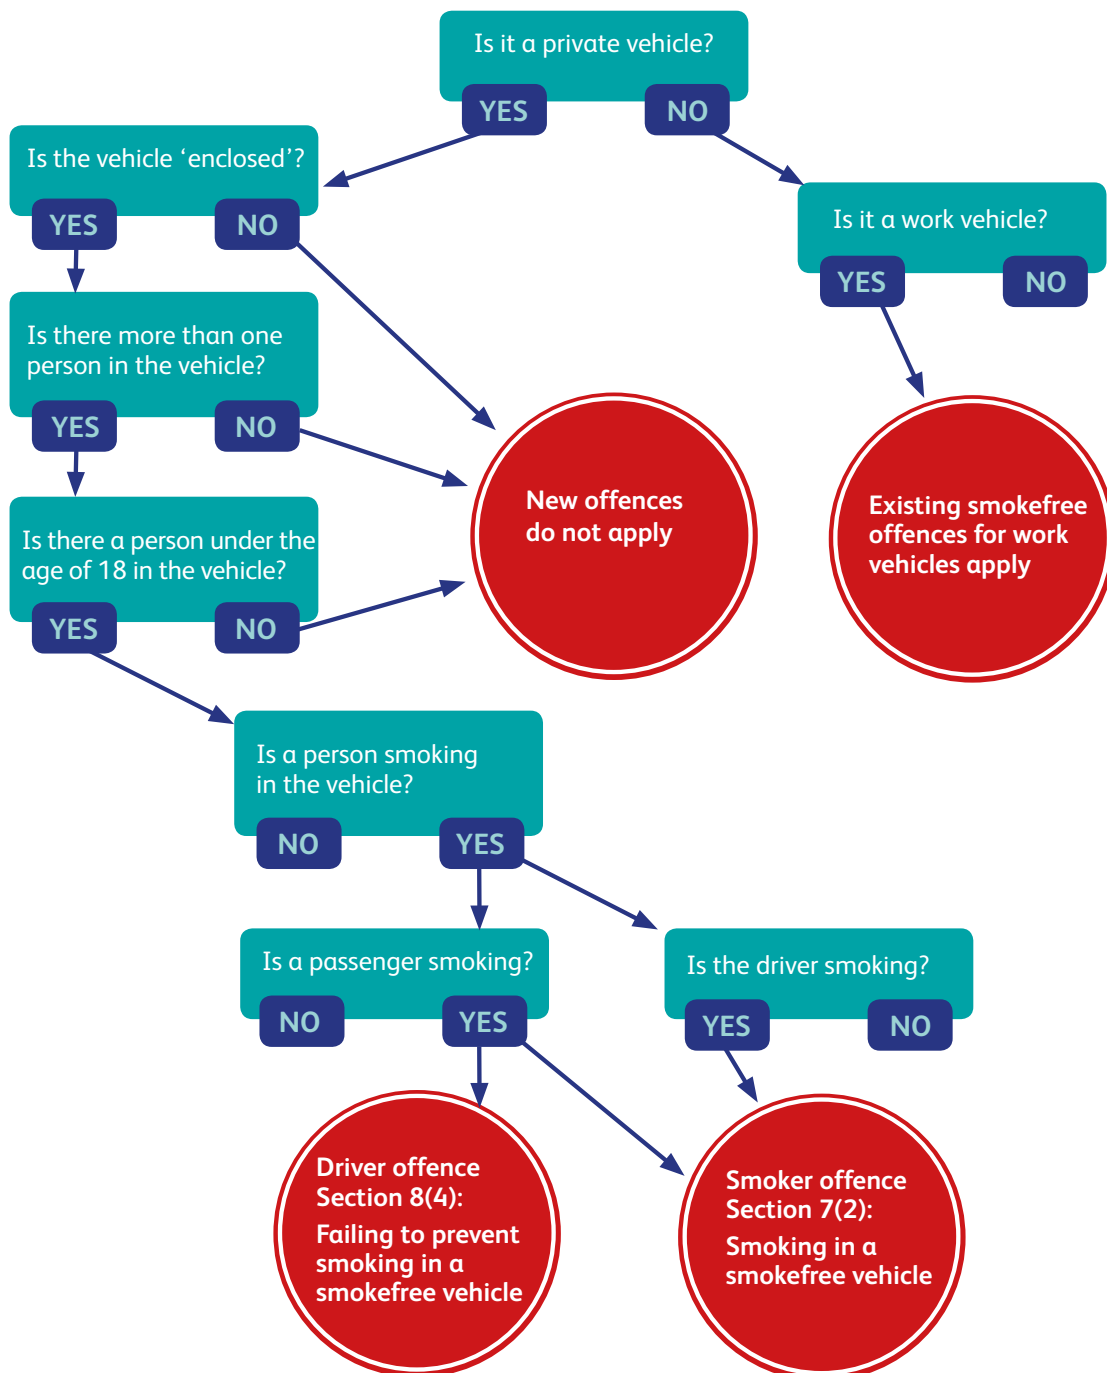 Is it a private vehicle?
YES
NO
Is the vehicle ‘enclosed’?
YES
NO
Is it a work vehicle?
YES
NO
Is there more than one
person in the vehicle?
YES
NO
Is there a person under the
age of 18 in the vehicle?
YES
NO
New offences
do not apply
Existing smokefree
offences for work
vehicles apply
Is a person smoking
in the vehicle?
NO
YES
Is a passenger smoking?
NO
YES
Is the driver smoking?
YES
NO
Driver offence
Section 8(4):
Failing to prevent
smoking in a
smokefree vehicle
Smoker offence
Section 7(2):
Smoking in a
smokefree vehicle